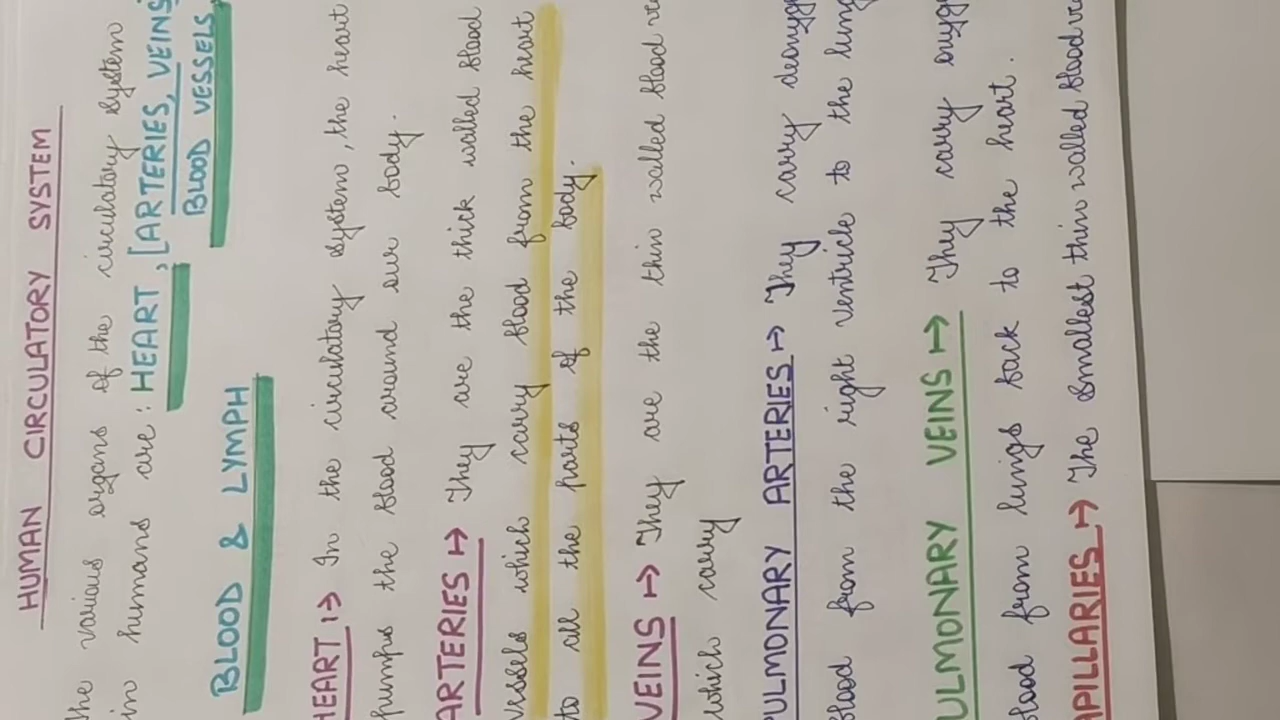 HUMAN CIRCULATORY SYSTEM
the various organs of the circulatory system
in humans are : HEART , [ARTERIES, VEINS
BLOOD VESSELS
BLOOD & LYMPH
HEART :→ In the circulatory system , the heart
pumps the blood around our body.
ARTERIES → They are the thick walled blood
vessels which carry blood from the heart
to all the parts of the body.
VEINS → They are the thin walled blood ve
which carry
PULMONARY ARTERIES → They carry deoxyg
blood from the right ventricle to the lung
ULMONARY VEINS → They carry oxyg
blood from lungs back to the heart.
APILLARIES → The smallest thin walled blood ve